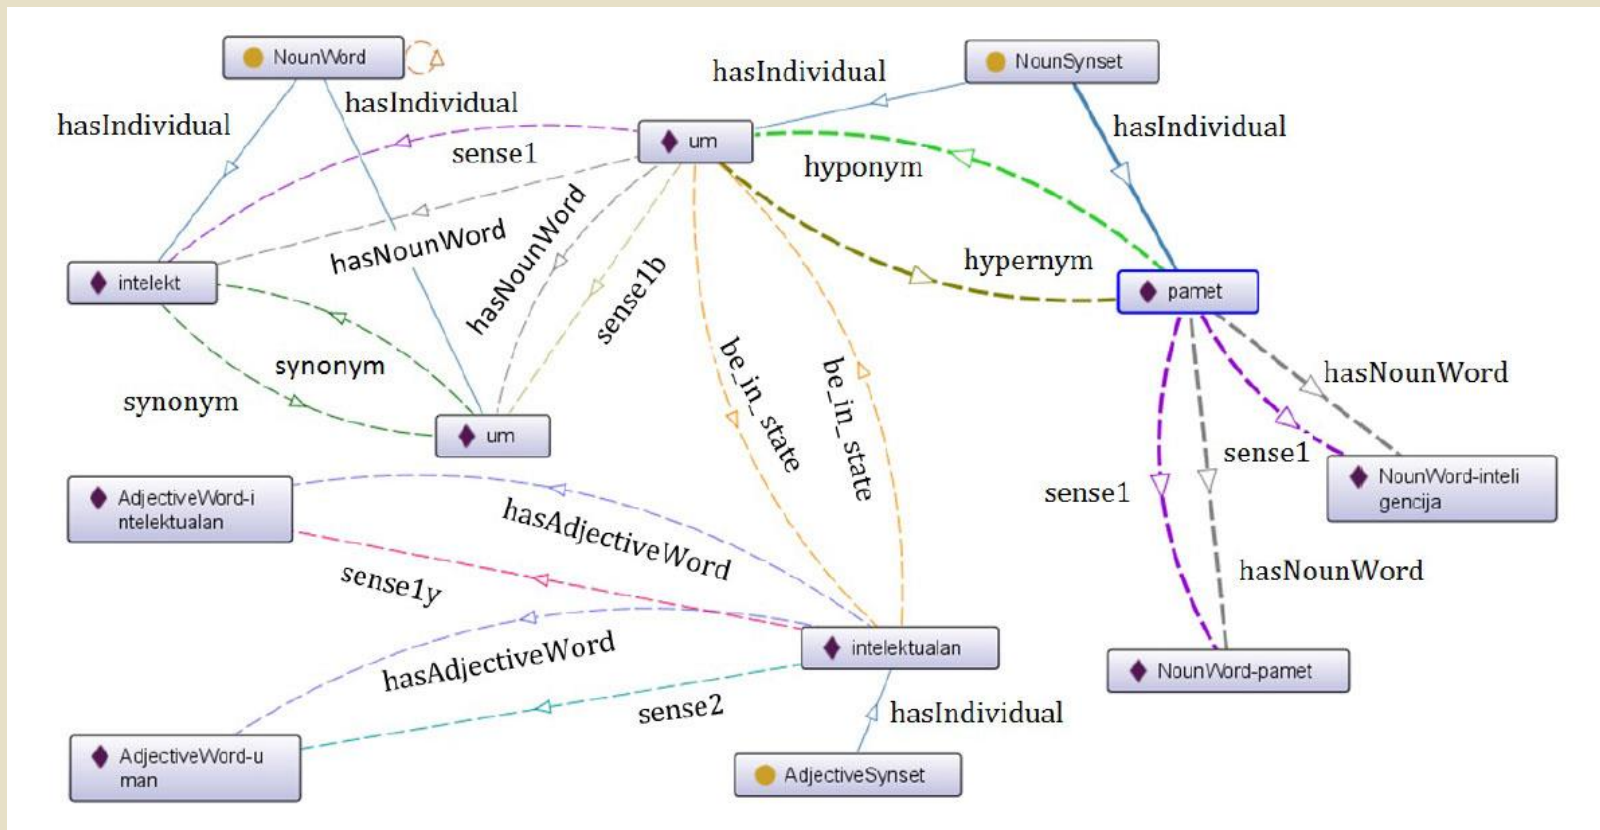 NounWord
NounSynset
hasIndividual
hasIndividual
hasIndividual
hasIndividual
um
sense1
hyponym
hasNounWord
hasNounWord
sense1b
hypernym
intelekt
pamet
synonym
synonym
be_in_state
be_in_state
hasNounWord
um
sense1
sense1
NounWord-inteli
gencija
AdjectiveWord-i
ntelektualan
hasAdjectiveWord
sense1y
hasNounWord
intelektualan
hasAdjectiveWord
NounWord-pamet
sense2
hasIndividual
AdjectiveWord-u
man
AdjectiveSynset